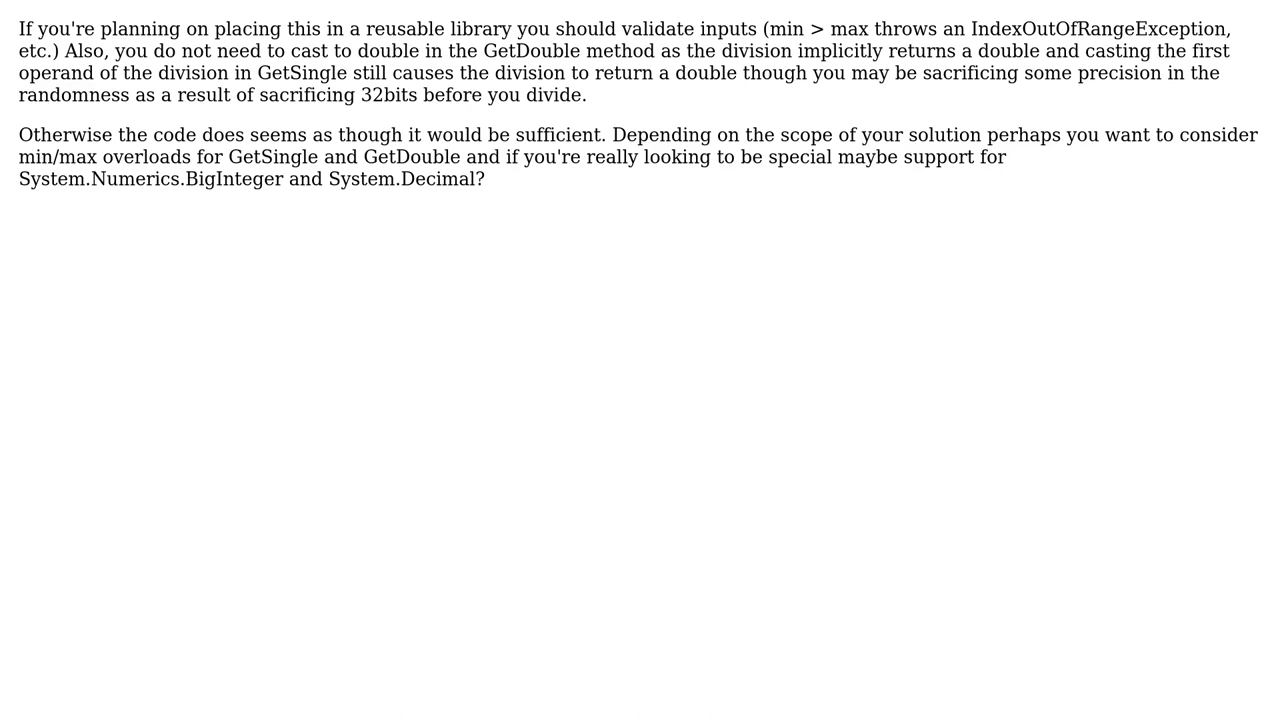 If you're planning on placing this in a reusable library you should validate inputs (min > max throws an IndexOutOfRangeException,
etc.) Also, you do not need to cast to double in the GetDouble method as the division implicitly returns a double and casting the first
operand of the division in GetSingle still causes the division to return a double though you may be sacrificing some precision in the
randomness as a result of sacrificing 32bits before you divide.
Otherwise the code does seems as though it would be sufficient. Depending on the scope of your solution perhaps you want to consider
min/max overloads for GetSingle and GetDouble and if you're really looking to be special maybe support for
System.Numerics.BigInteger and System.Decimal?